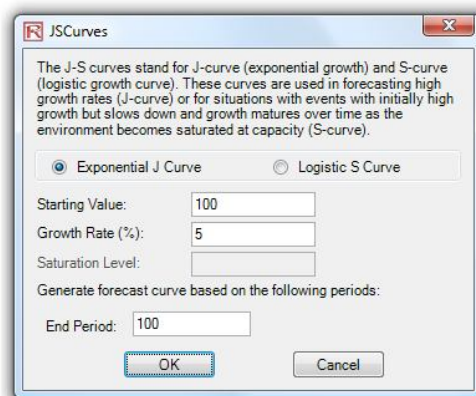 JSCurves
The J-S curves stand for J-curve (exponential growth) and S-curve
(logistic growth curve). These curves are used in forecasting high
growth rates (J-curve) or for situations with events with initially high
growth but slows down and growth matures over time as the
environment becomes saturated at capacity (S-curve).
Exponential J Curve Logistic S Curve
Starting Value: 100
Growth Rate (%): 5
Saturation Level:
Generate forecast curve based on the following periods:
End Period: 100
OK Cancel